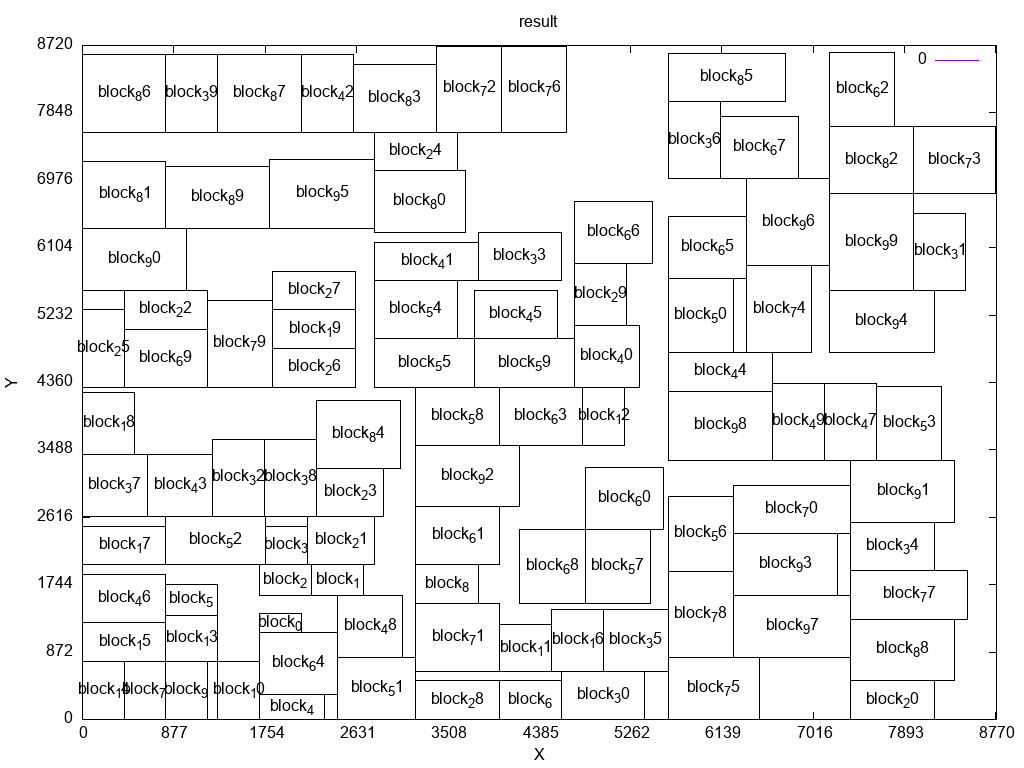 result
8720
7848
6976
6104
5232
4360
3488
2616
1744
872
0
Y
0 877 1754 2631 3508 4385 5262 6139 7016 7893 8770
X
0
block86 block39 block87 block42 block83 block72 block76
block85 block62
block36 block67 block82 block73
block24
block81 block89 block95 block80
block66 block65 block96 block99 block31
block90 block41 block33
block27 block29
block22 block54 block45 block50 block74 block94
block25 block69 block79 block19
block26 block55 block59 block40
block44
block18 block84 block58 block63 block12 block98 block49 block47 block53
block37 block43 block32 block38 block23 block92 block60 block91
block70
block17 block52 block3 block21 block61 block56 block34
block68 block57 block93
block2 block1 block8 block77
block46 block5
block0 block48 block71 block78 block97
block15 block13 block11 block16 block35 block88
block64
block14 block7 block9 block10 block51 block75
block4 block28 block6 block30 block20